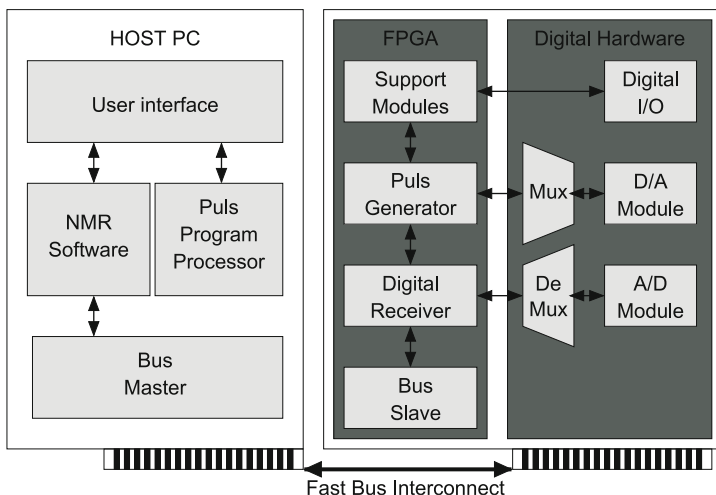 HOST PC
User interface
NMR
Software
Puls
Program
Processor
Bus
Master
FPGA
Support
Modules
Puls
Generator
Digital
Receiver
Bus
Slave
Digital Hardware
Digital
I/O
Mux
D/A
Module
De
Mux
A/D
Module
Fast Bus Interconnect